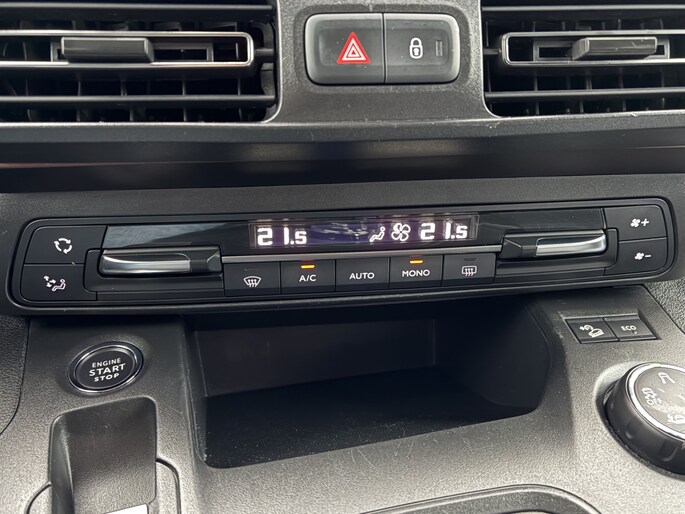 21.5 21.5
A/C AUTO MONO
ECO
ENGINE
START
STOP